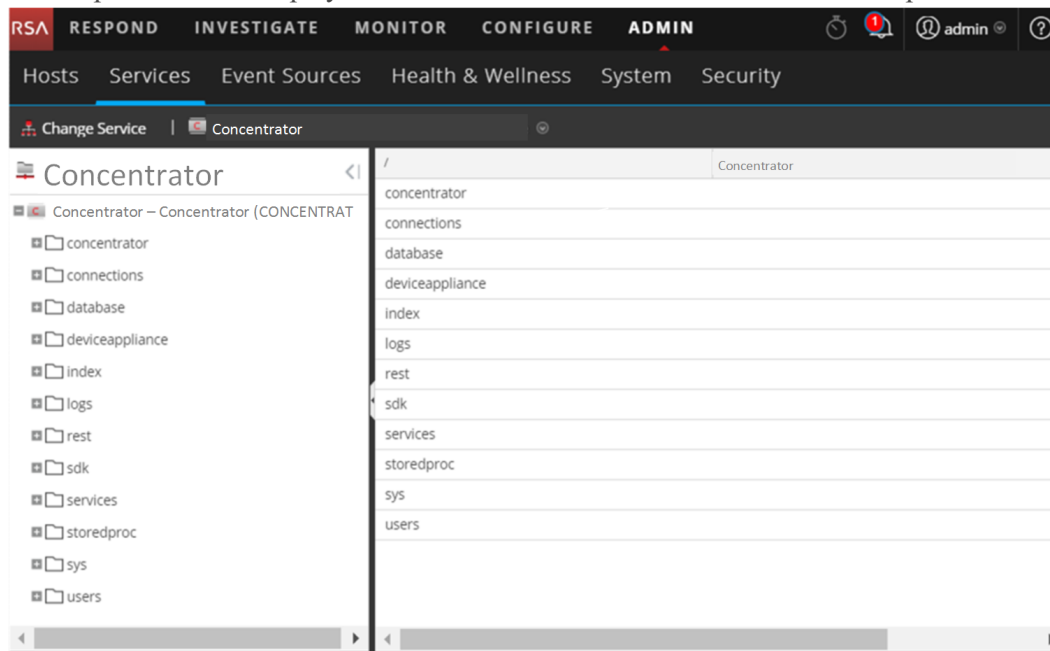 RSA RESPOND INVESTIGATE MONITOR CONFIGURE ADMIN 1 admin ?
Hosts Services Event Sources Health & Wellness System Security
Change Service | C Concentrator
Concentrator
/ Concentrator
C Concentrator – Concentrator (CONCENTRAT
concentrator
connections
database
deviceappliance
index
logs
rest
sdk
services
storedproc
sys
users
concentrator
connections
database
deviceappliance
index
logs
rest
sdk
services
storedproc
sys
users